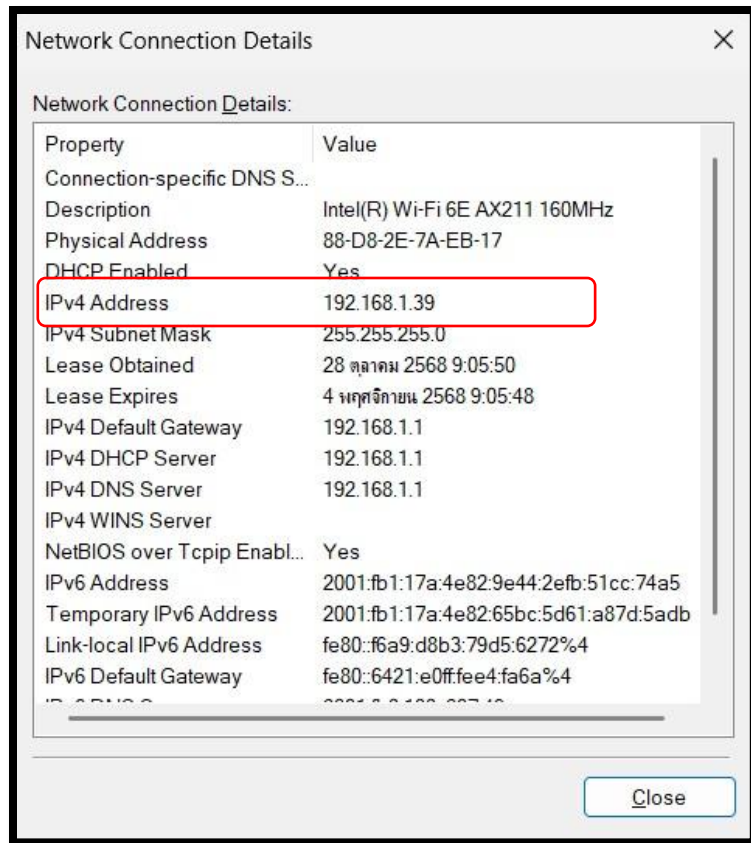 Network Connection Details
Network Connection Details:
Property Value
Connection-specific DNS S...
Description Intel(R) Wi-Fi 6E AX211 160MHz
Physical Address 88-D8-2E-7A-EB-17
DHCP Enabled Yes
IPv4 Address 192.168.1.39
IPv4 Subnet Mask 255.255.255.0
Lease Obtained 28 ตุลาคม 2568 9:05:50
Lease Expires 4 พฤศจิกายน 2568 9:05:48
IPv4 Default Gateway 192.168.1.1
IPv4 DHCP Server 192.168.1.1
IPv4 DNS Server 192.168.1.1
IPv4 WINS Server
NetBIOS over Tcpip Enabl... Yes
IPv6 Address 2001:fb1:17a:4e82:9e44:2efb:51cc:74a5
Temporary IPv6 Address 2001:fb1:17a:4e82:65bc:5d61:a87d:5adb
Link-local IPv6 Address fe80::f6a9:d8b3:79d5:6272%4
IPv6 Default Gateway fe80::6421:e0ff:fee4:fa6a%4
Close